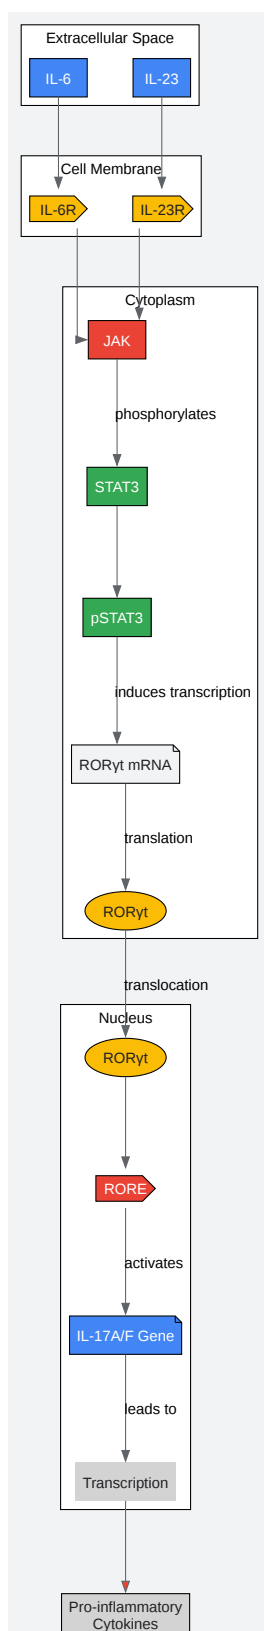 Extracellular Space
IL-6
IL-23
Cell Membrane
IL-6R
IL-23R
Cytoplasm
JAK
phosphorylates
STAT3
pSTAT3
induces transcription
RORγt mRNA
translation
RORγt
translocation
Nucleus
RORγt
RORE
activates
IL-17A/F Gene
leads to
Transcription
Pro-inflammatory
Cytokines